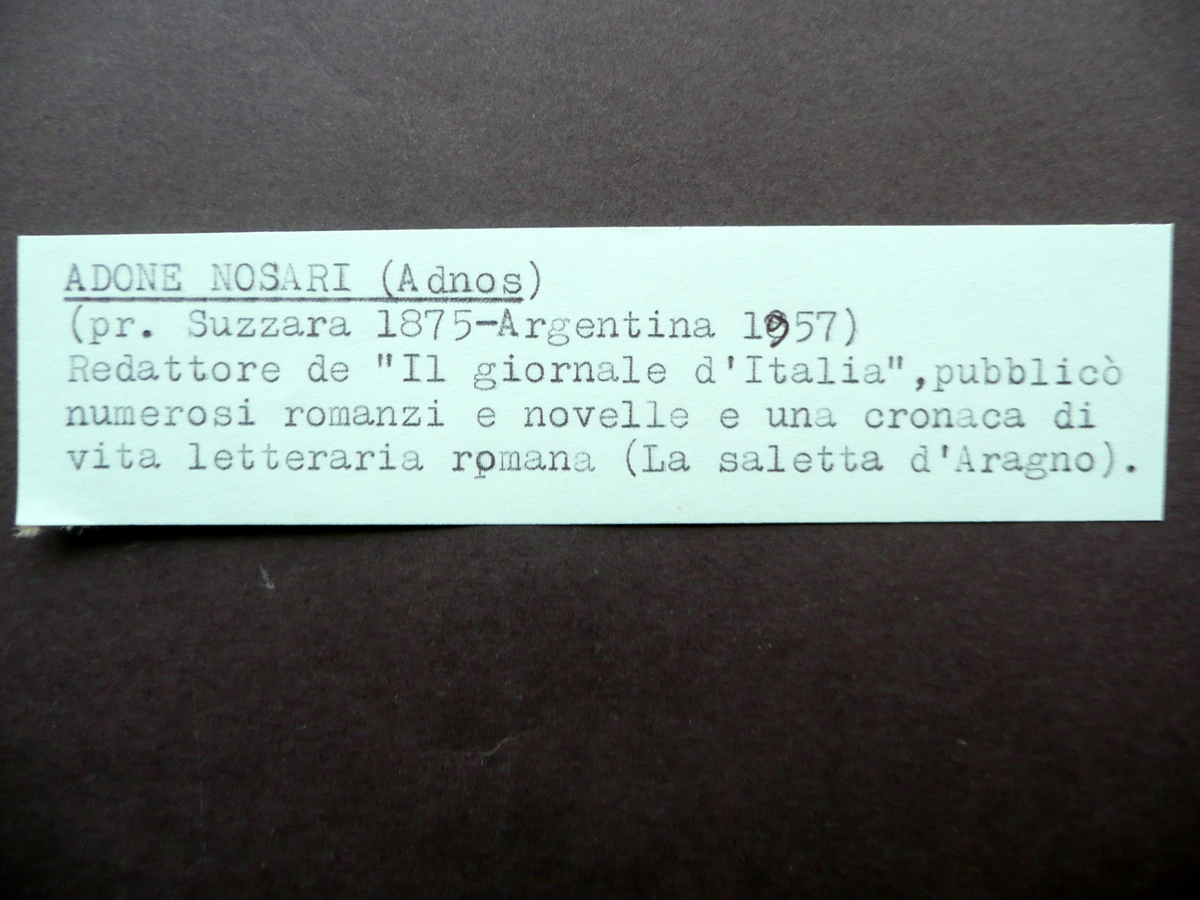 ADONE NOSARI (Adnos)
(pr. Suzzara 1875-Argentina 1957)
Redattore de "Il giornale d'Italia",pubblicò
numerosi romanzi e novelle e una cronaca di
vita letteraria romana (La saletta d'Aragno).